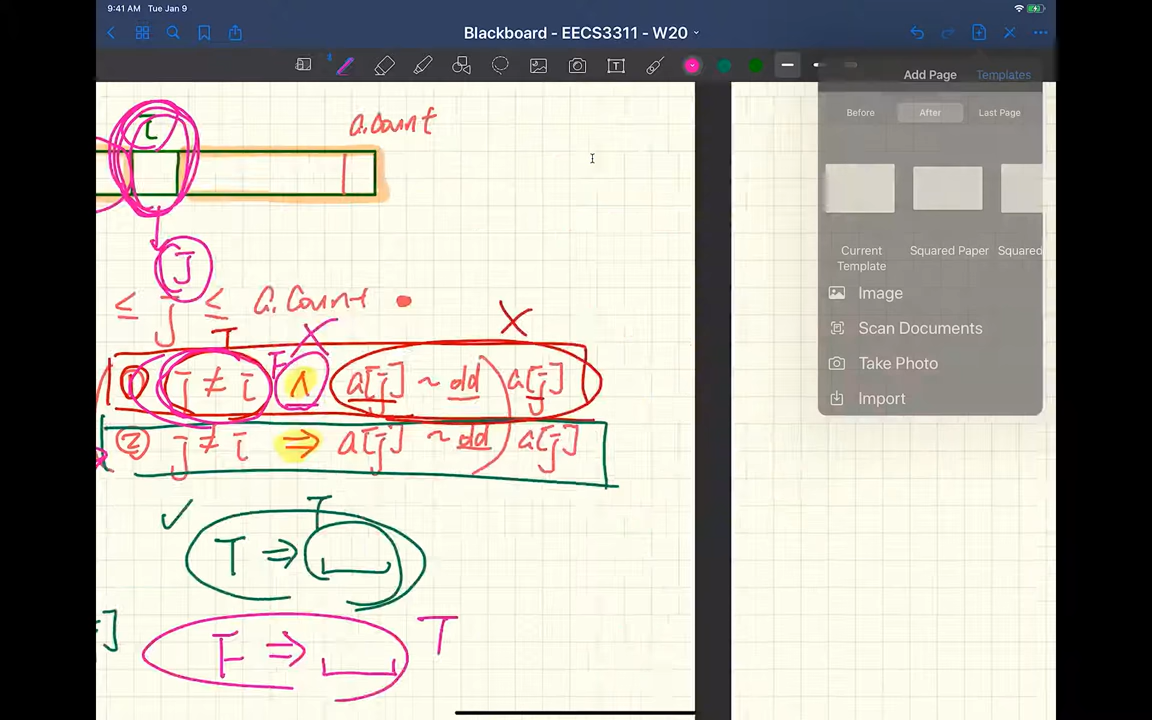 9:41 AM Tue Jan 9
Blackboard - EECS3311 - W20
Add Page
Templates
Before
After
Last Page
Current
Template
Squared Paper
Squared
Image
Scan Documents
Take Photo
Import
i
a.count
j
≤ j ≤ a.count
T
F
X
X
① j ≠ i ∧ a[j] ~ old a[j]
② j ≠ i ⇒ a[j] ~ old a[j]
✓
T
T ⇒
]
F ⇒
T